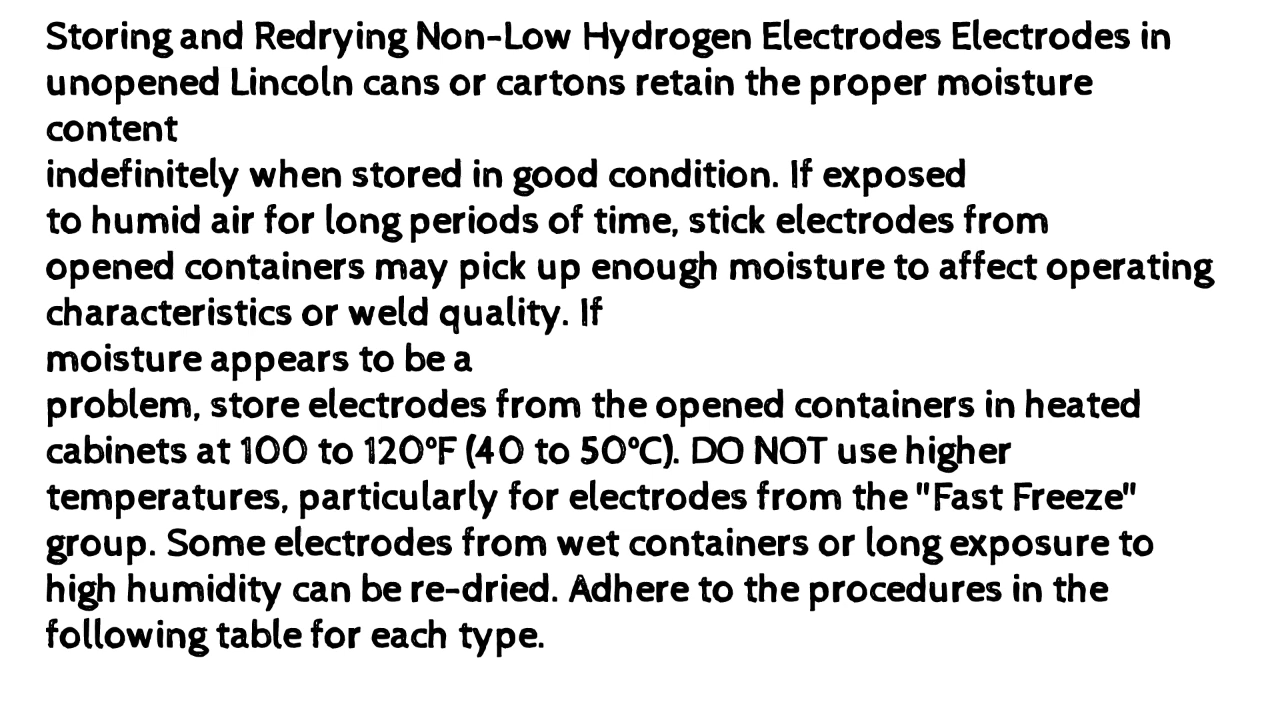 Storing and Redrying Non-Low Hydrogen Electrodes Electrodes in
unopened Lincoln cans or cartons retain the proper moisture
content
indefinitely when stored in good condition. If exposed
to humid air for long periods of time, stick electrodes from
opened containers may pick up enough moisture to affect operating
characteristics or weld quality. If
moisture appears to be a
problem, store electrodes from the opened containers in heated
cabinets at 100 to 120°F (40 to 50°C). DO NOT use higher
temperatures, particularly for electrodes from the "Fast Freeze"
group. Some electrodes from wet containers or long exposure to
high humidity can be re-dried. Adhere to the procedures in the
following table for each type.